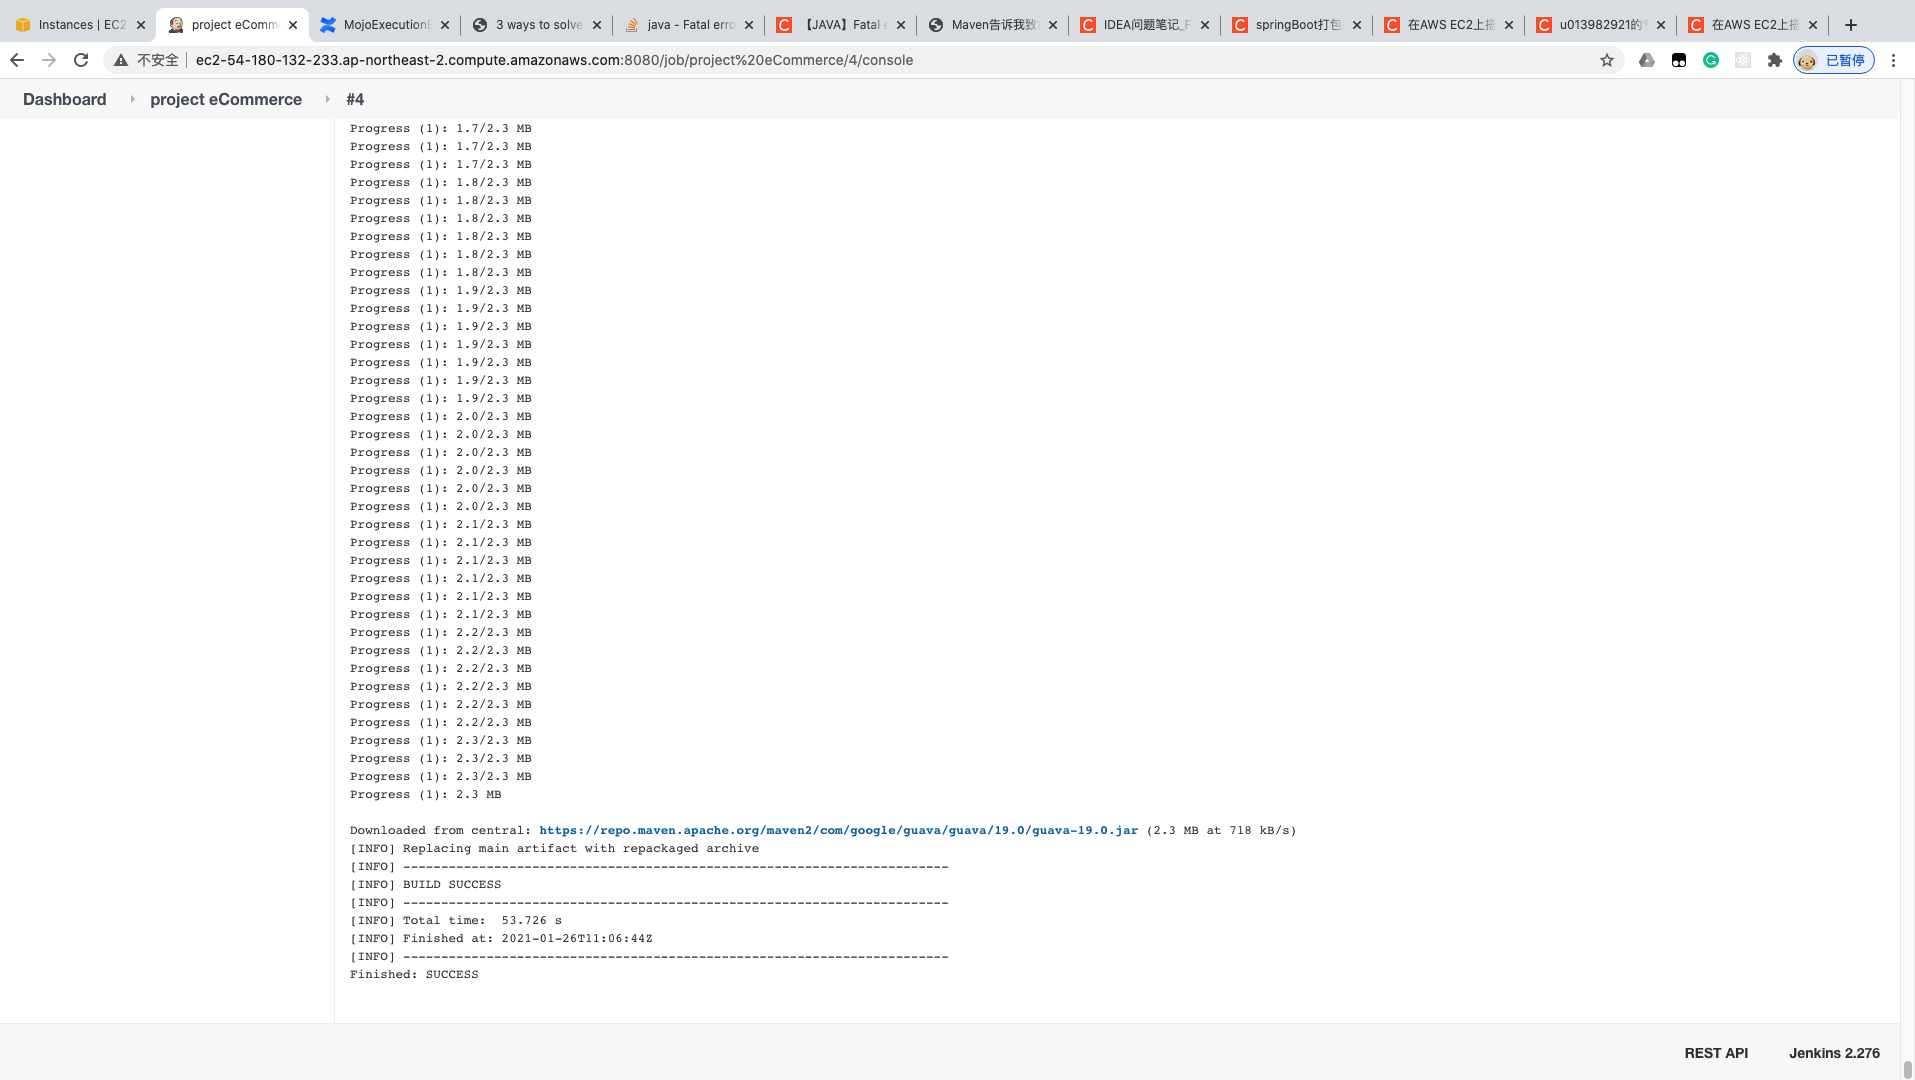 Instances | EC2
project eComm
MojoExecution
3 ways to solve
java - Fatal erro
【JAVA】Fatal e
Maven告诉我致
IDEA问题笔记_F
springBoot打包
在AWS EC2上搭
u013982921的
在AWS EC2上搭
不安全
ec2-54-180-132-233.ap-northeast-2.compute.amazonaws.com:8080/job/project%20eCommerce/4/console
已暂停
Dashboard project eCommerce #4
Progress (1): 1.7/2.3 MB
Progress (1): 1.7/2.3 MB
Progress (1): 1.7/2.3 MB
Progress (1): 1.8/2.3 MB
Progress (1): 1.8/2.3 MB
Progress (1): 1.8/2.3 MB
Progress (1): 1.8/2.3 MB
Progress (1): 1.8/2.3 MB
Progress (1): 1.8/2.3 MB
Progress (1): 1.9/2.3 MB
Progress (1): 1.9/2.3 MB
Progress (1): 1.9/2.3 MB
Progress (1): 1.9/2.3 MB
Progress (1): 1.9/2.3 MB
Progress (1): 1.9/2.3 MB
Progress (1): 1.9/2.3 MB
Progress (1): 2.0/2.3 MB
Progress (1): 2.0/2.3 MB
Progress (1): 2.0/2.3 MB
Progress (1): 2.0/2.3 MB
Progress (1): 2.0/2.3 MB
Progress (1): 2.0/2.3 MB
Progress (1): 2.1/2.3 MB
Progress (1): 2.1/2.3 MB
Progress (1): 2.1/2.3 MB
Progress (1): 2.1/2.3 MB
Progress (1): 2.1/2.3 MB
Progress (1): 2.1/2.3 MB
Progress (1): 2.2/2.3 MB
Progress (1): 2.2/2.3 MB
Progress (1): 2.2/2.3 MB
Progress (1): 2.2/2.3 MB
Progress (1): 2.2/2.3 MB
Progress (1): 2.2/2.3 MB
Progress (1): 2.3/2.3 MB
Progress (1): 2.3/2.3 MB
Progress (1): 2.3/2.3 MB
Progress (1): 2.3 MB
Downloaded from central: https://repo.maven.apache.org/maven2/com/google/guava/guava/19.0/guava-19.0.jar (2.3 MB at 718 kB/s)
[INFO] Replacing main artifact with repackaged archive
[INFO] ------------------------------------------------------------------------
[INFO] BUILD SUCCESS
[INFO] ------------------------------------------------------------------------
[INFO] Total time:  53.726 s
[INFO] Finished at: 2021-01-26T11:06:44Z
[INFO] ------------------------------------------------------------------------
Finished: SUCCESS
REST API Jenkins 2.276